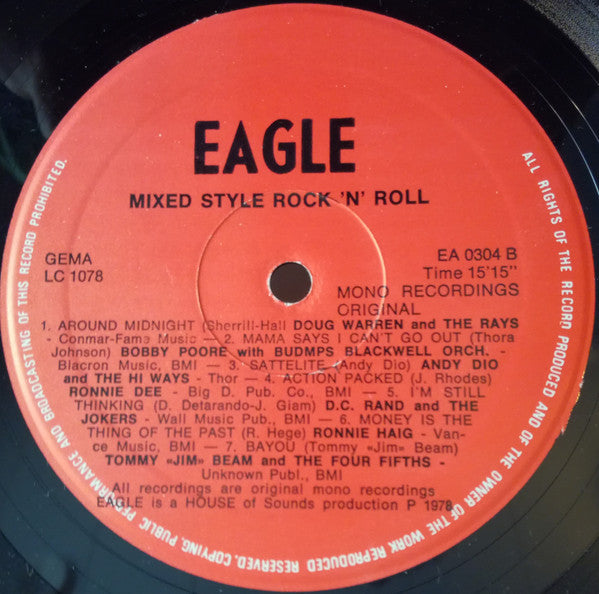 EAGLE
MIXED STYLE ROCK 'N' ROLL
GEMA
LC 1078
EA 0304 B
Time 15'15"
MONO RECORDINGS
ORIGINAL
1. AROUND MIDNIGHT (Sherrill-Hall DOUG WARREN and THE RAYS
- Conmar-Fama Music — 2. MAMA SAYS I CAN'T GO OUT (Thora
Johnson) BOBBY POORE with BUDMPS BLACKWELL ORCH. -
Blacron Music, BMI — 3. SATTELITE (Andy Dio) ANDY DIO
and THE HI WAYS - Thor — 4. ACTION PACKED (J. Rhodes)
RONNIE DEE - Big D. Pub. Co., BMI — 5. I'M STILL
THINKING (D. Detarando-J. Giam) D.C. RAND and THE
JOKERS - Wall Music Pub., BMI — 6. MONEY IS THE
THING OF THE PAST (R. Hege) RONNIE HAIG - Van-
ce Music, BMI — 7. BAYOU (Tommy «Jim» Beam)
TOMMY «JIM» BEAM and THE FOUR FIFTHS -
Unknown Publ., BMI
All recordings are original mono recordings
EAGLE is a HOUSE of Sounds production P 1978
ALL RIGHTS OF THE RECORD PRODUCED AND OF THE OWNER OF THE WORK REPRODUCED RESERVED. COPYING, PUBLIC PERFORMANCE AND BROADCASTING OF THIS RECORD PROHIBITED.